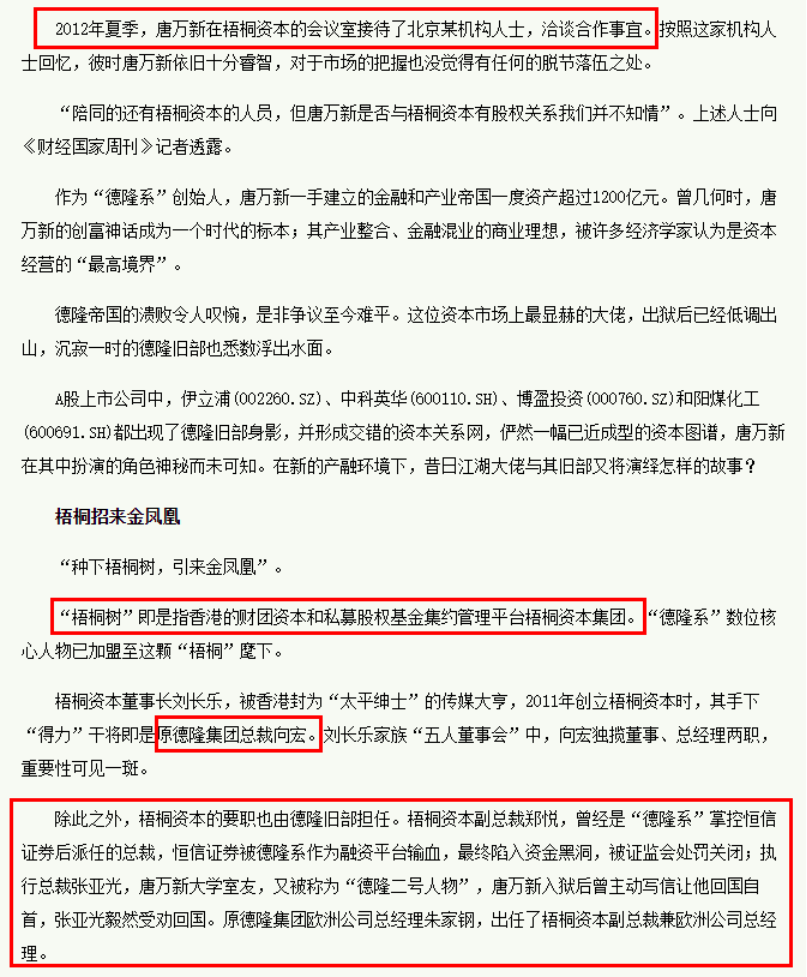 2012年夏季，唐万新在梧桐资本的会议室接待了北京某机构人士，洽谈合作事宜。按照这家机构人
士回忆，彼时唐万新依旧十分睿智，对于市场的把握也没觉得有任何的脱节落伍之处。
“陪同的还有梧桐资本的人员，但唐万新是否与梧桐资本有股权关系我们并不知情”。上述人士向
《财经国家周刊》记者透露。
作为“德隆系”创始人，唐万新一手建立的金融和产业帝国一度资产超过1200亿元。曾几何时，唐
万新的创富神话成为一个时代的标本；其产业整合、金融混业的商业理想，被许多经济学家认为是资本
经营的“最高境界”。
德隆帝国的溃败令人叹惋，是非争议至今难平。这位资本市场上最显赫的大佬，出狱后已经低调出
山，沉寂一时的德隆旧部也悉数浮出水面。
A股上市公司中，伊立浦(002260.SZ)、中科英华(600110.SH)、博盈投资(000760.SZ)和阳煤化工
(600691.SH)都出现了德隆旧部身影，并形成交错的资本关系网，俨然一幅已近成型的资本图谱，唐万新
在其中扮演的角色神秘而未可知。在新的产融环境下，昔日江湖大佬与其旧部又将演绎怎样的故事？
梧桐招来金凤凰
“种下梧桐树，引来金凤凰”。
“梧桐树”即是指香港的财团资本和私募股权基金集约管理平台梧桐资本集团。“德隆系”数位核
心人物已加盟至这颗“梧桐”麾下。
梧桐资本董事长刘长乐，被香港封为“太平绅士”的传媒大亨，2011年创立梧桐资本时，其手下
“得力”干将即是原德隆集团总裁向宏。刘长乐家族“五人董事会”中，向宏独揽董事、总经理两职，
重要性可见一斑。
除此之外，梧桐资本的要职也由德隆旧部担任。梧桐资本副总裁郑悦，曾经是“德隆系”掌控恒信
证券后派任的总裁，恒信证券被德隆系作为融资平台输血，最终陷入资金黑洞，被证监会处罚关闭；执
行总裁张亚光，唐万新大学室友，又被称为“德隆二号人物”，唐万新入狱后曾主动写信让他回国自
首，张亚光毅然受劝回国。原德隆集团欧洲公司总经理朱家钢，出任了梧桐资本副总裁兼欧洲公司总经
理。